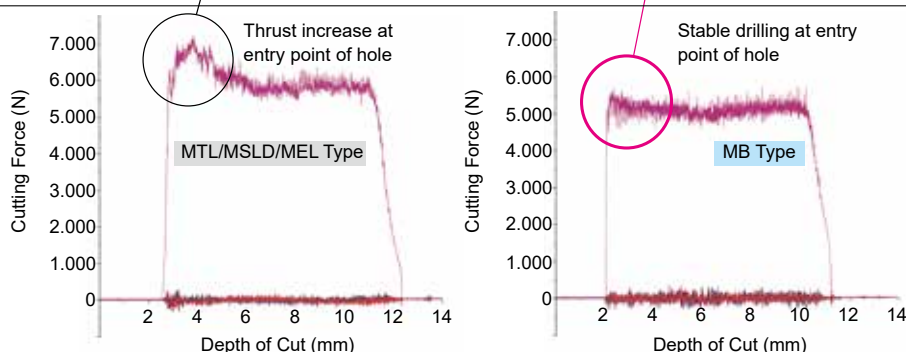 Thrust increase at
entry point of hole
7.000
6.000
5.000
4.000
3.000
2.000
1.000
0
Cutting Force (N)
MTL/MSLD/MEL Type
2 4 6 8 10 12 14
Depth of Cut (mm)
Stable drilling at entry
point of hole
7.000
6.000
5.000
4.000
3.000
2.000
1.000
0
Cutting Force (N)
MB Type
2 4 6 8 10 12 14
Depth of Cut (mm)